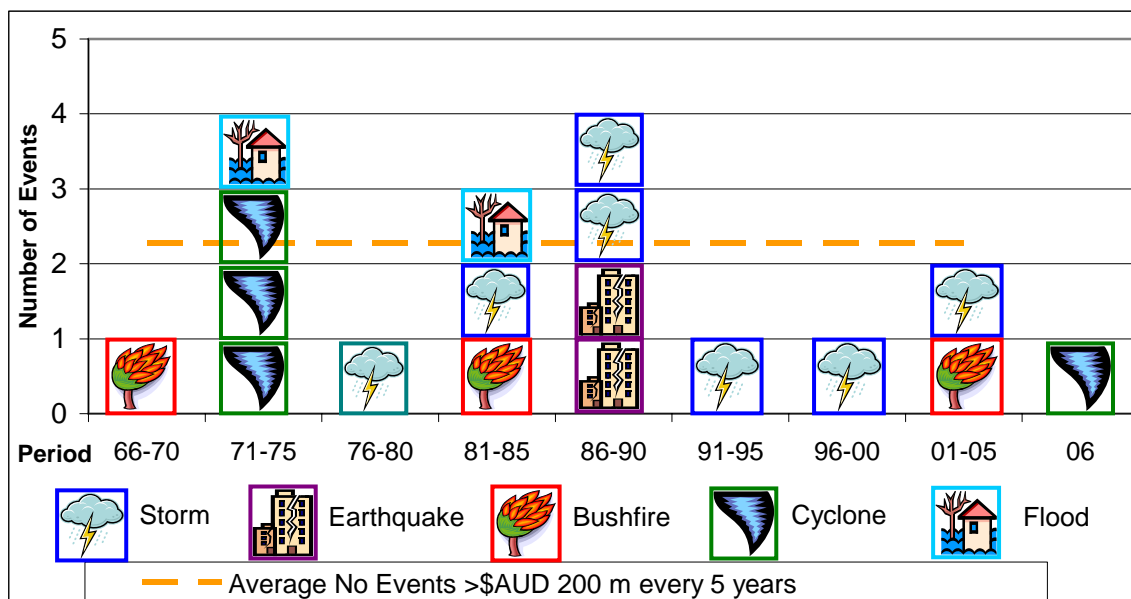 5
4
3
2
1
0
Number of Events
Period 66-70 71-75 76-80 81-85 86-90 91-95 96-00 01-05 06
Storm Earthquake Bushfire Cyclone Flood
Average No Events >$AUD 200 m every 5 years